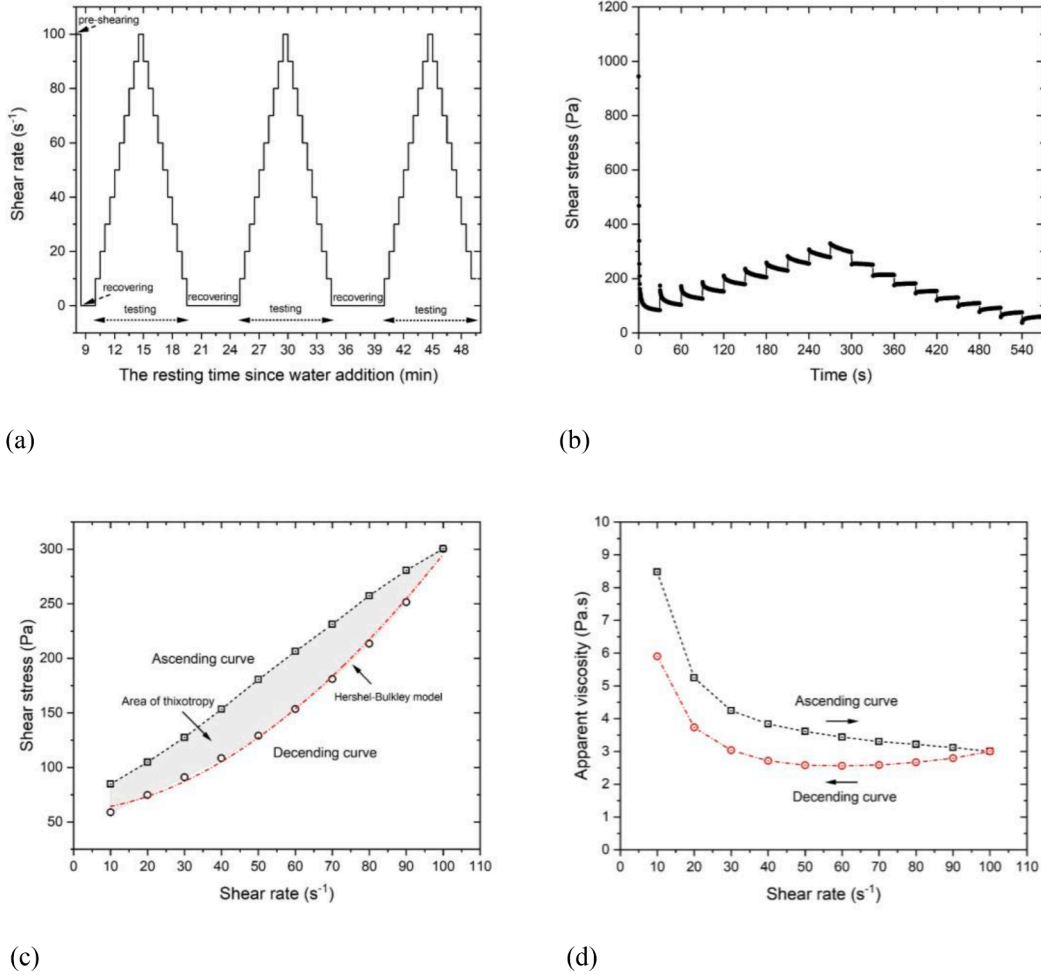 pre-shearing
100
80
60
40
20
0
Shear rate (s⁻¹)
recovering
recovering
recovering
testing
testing
testing
9 12 15 18 21 24 27 30 33 36 39 42 45 48
The resting time since water addition (min)
(a)
1200
1000
800
600
400
200
0
Shear stress (Pa)
0 60 120 180 240 300 360 420 480 540
Time (s)
(b)
300
250
200
150
100
50
Shear stress (Pa)
Ascending curve
Area of thixotropy
Hershel-Bulkley model
Decending curve
0 10 20 30 40 50 60 70 80 90 100 110
Shear rate (s⁻¹)
(c)
10
9
8
7
6
5
4
3
2
1
0
Apparent viscosity (Pa.s)
Ascending curve
Decending curve
0 10 20 30 40 50 60 70 80 90 100 110
Shear rate (s⁻¹)
(d)